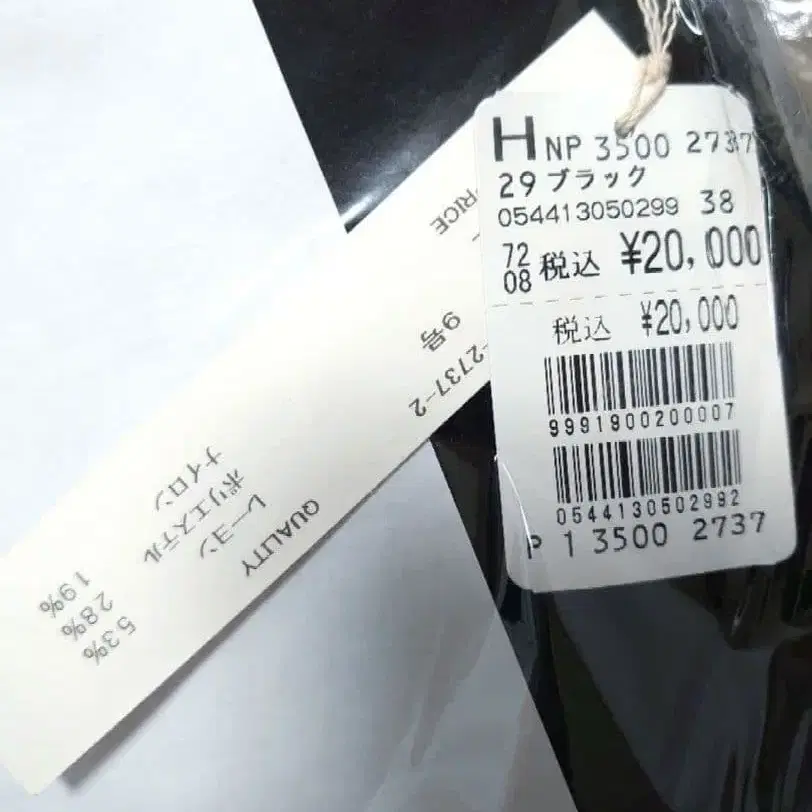 H NP 3500 2737
29 ブラック
054413050299 38
72
08 税込 ¥20,000
税込 ¥20,000
9991900200007
0544130502992
P 1 3500 2737
PRICE
9号
-2737-2
QUALITY
レーヨン 53%
ポリエステル 28%
ナイロン 19%